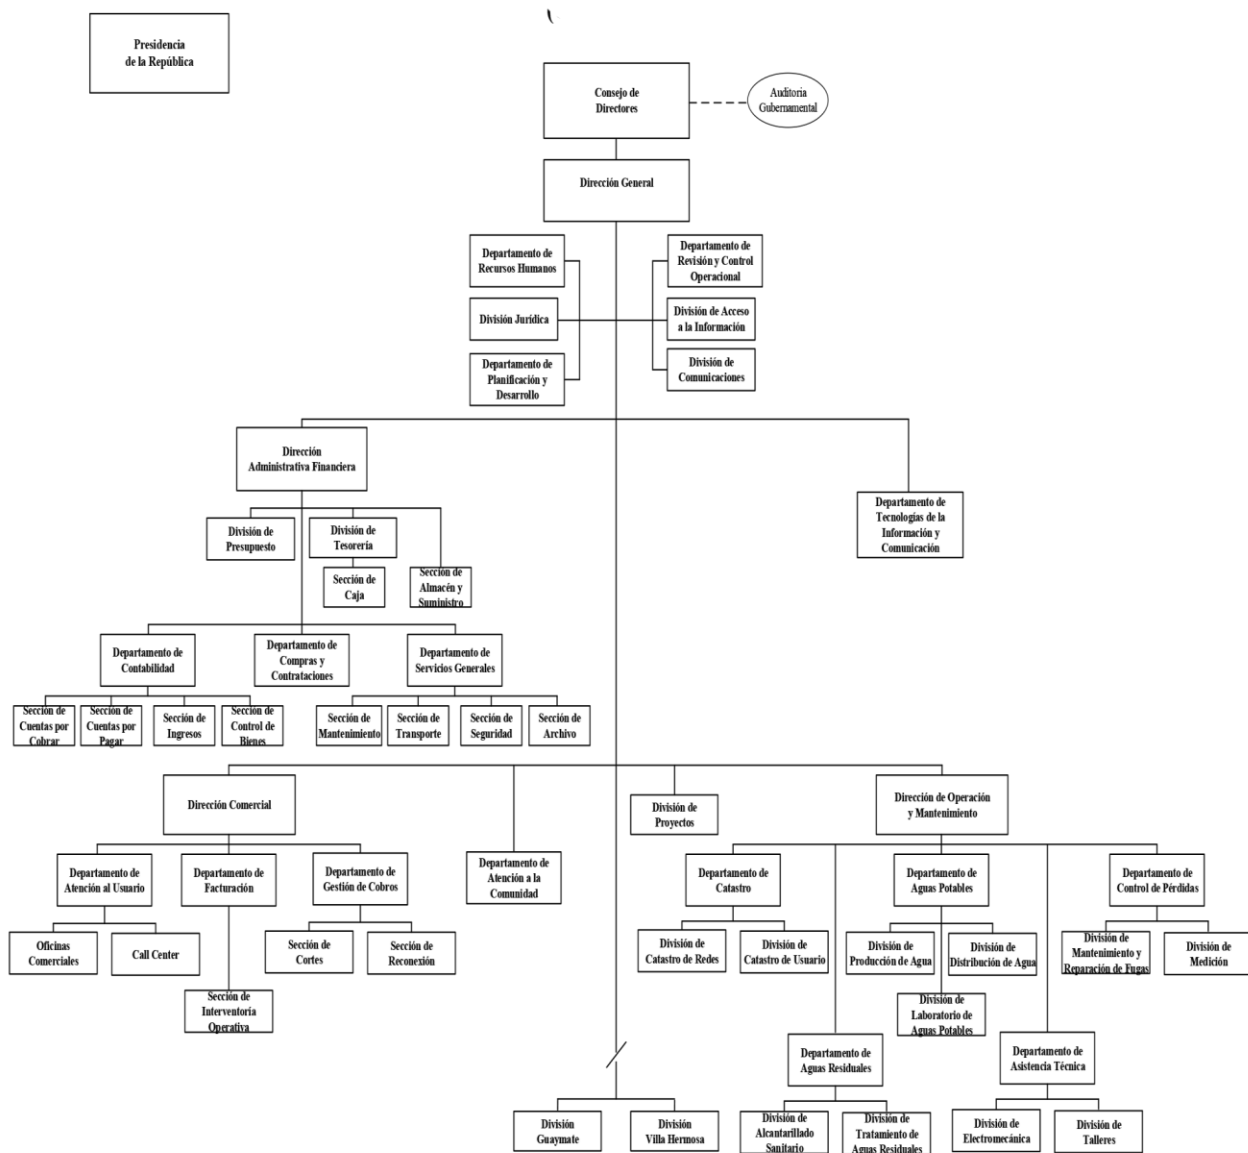 Presidencia
de la República
Consejo de
Directores
Auditoria
Gubernamental
Dirección General
Departamento de
Recursos Humanos
Departamento de
Revisión y Control
Operacional
División Jurídica
División de Acceso
a la Información
Departamento de
Planificación y
Desarrollo
División de
Comunicaciones
Dirección
Administrativa Financiera
Departamento de
Tecnologías de la
Información y
Comunicación
División de
Presupuesto
División de
Tesorería
Sección de
Caja
Sección de
Almacén y
Suministro
Departamento de
Contabilidad
Departamento de
Compras y
Contrataciones
Departamento de
Servicios Generales
Sección de
Cuentas por
Cobrar
Sección de
Cuentas por
Pagar
Sección de
Ingresos
Sección de
Control de
Bienes
Sección de
Mantenimiento
Sección de
Transporte
Sección de
Seguridad
Sección de
Archivo
Dirección Comercial
División de
Proyectos
Dirección de Operación
y Mantenimiento
Departamento de
Atención al Usuario
Departamento de
Facturación
Departamento de
Gestión de Cobros
Departamento de
Atención a la
Comunidad
Departamento de
Catastro
Departamento de
Aguas Potables
Departamento de
Control de Pérdidas
Oficinas
Comerciales
Call Center
Sección de
Cortes
Sección de
Reconexión
División de
Catastro de Redes
División de
Catastro de Usuario
División de
Producción de Agua
División de
Distribución de Agua
División de
Mantenimiento y
Reparación de Fugas
División de
Medición
Sección de
Interventoría
Operativa
División de
Laboratorio de
Aguas Potables
Departamento de
Aguas Residuales
Departamento de
Asistencia Técnica
División
Guaymate
División
Villa Hermosa
División de
Alcantarillado
Sanitario
División de
Tratamiento de
Aguas Residuales
División de
Electromecánica
División de
Talleres